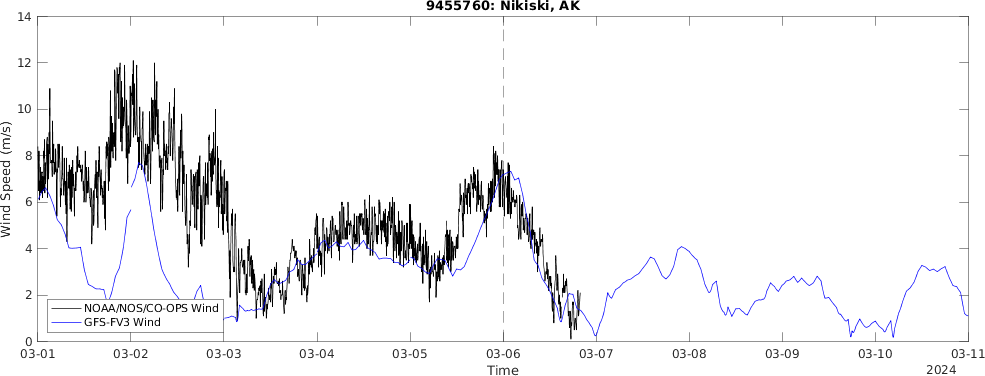 9455760: Nikiski, AK
14
12
10
8
6
4
2
0
Wind Speed (m/s)
NOAA/NOS/CO-OPS Wind
GFS-FV3 Wind
03-01 03-02 03-03 03-04 03-05 03-06 03-07 03-08 03-09 03-10 03-11
Time
2024